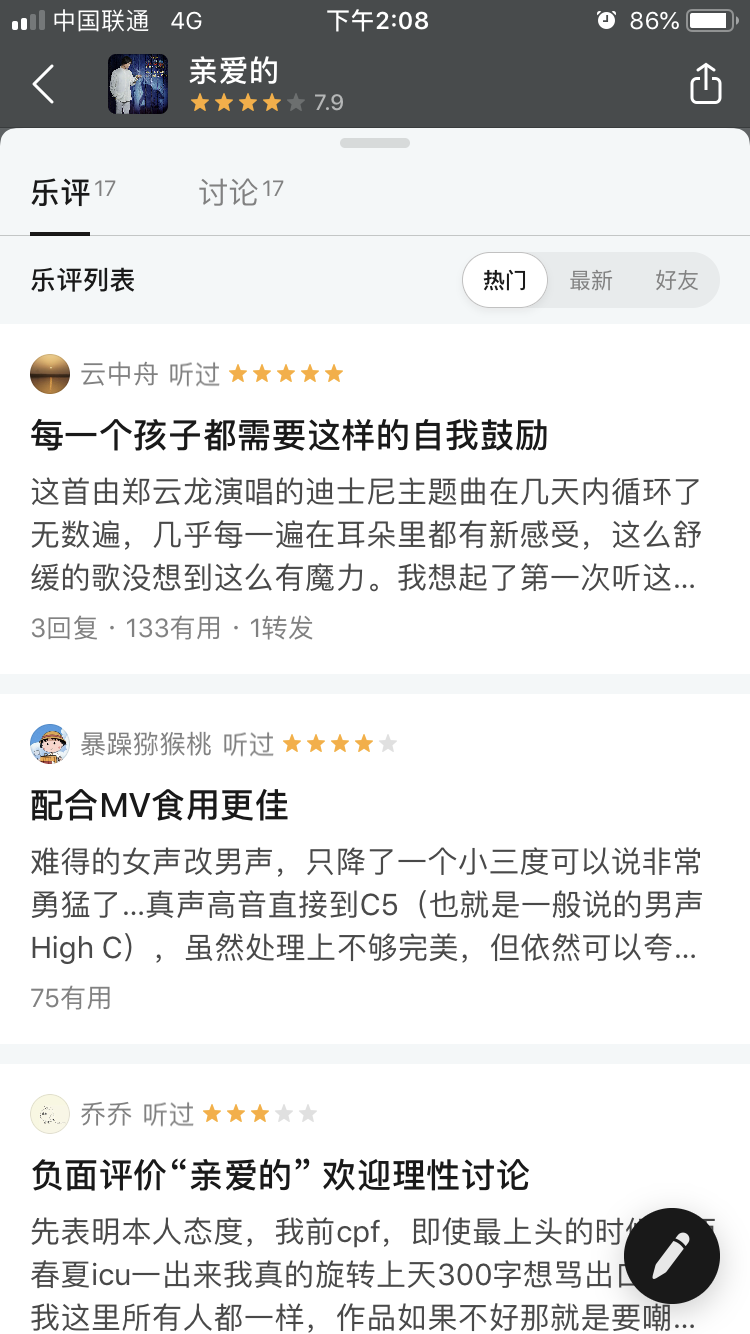 中国联通 4G 下午2:08 86%
亲爱的
7.9
乐评 17 讨论 17
乐评列表 热门 最新 好友
云中舟 听过
每一个孩子都需要这样的自我鼓励
这首由郑云龙演唱的迪士尼主题曲在几天内循环了
无数遍，几乎每一遍在耳朵里都有新感受，这么舒
缓的歌没想到这么有魔力。我想起了第一次听这...
3回复 · 133有用 · 1转发
暴躁猕猴桃 听过
配合MV食用更佳
难得的女声改男声，只降了一个小三度可以说非常
勇猛了...真声高音直接到C5（也就是一般说的男声
High C），虽然处理上不够完美，但依然可以夸...
75有用
乔乔 听过
负面评价“亲爱的” 欢迎理性讨论
先表明本人态度，我前cpf，即使最上头的时
春夏icu一出来我真的旋转上天300字想骂出
我这里所有人都一样，作品如果不好那就是要嘲...